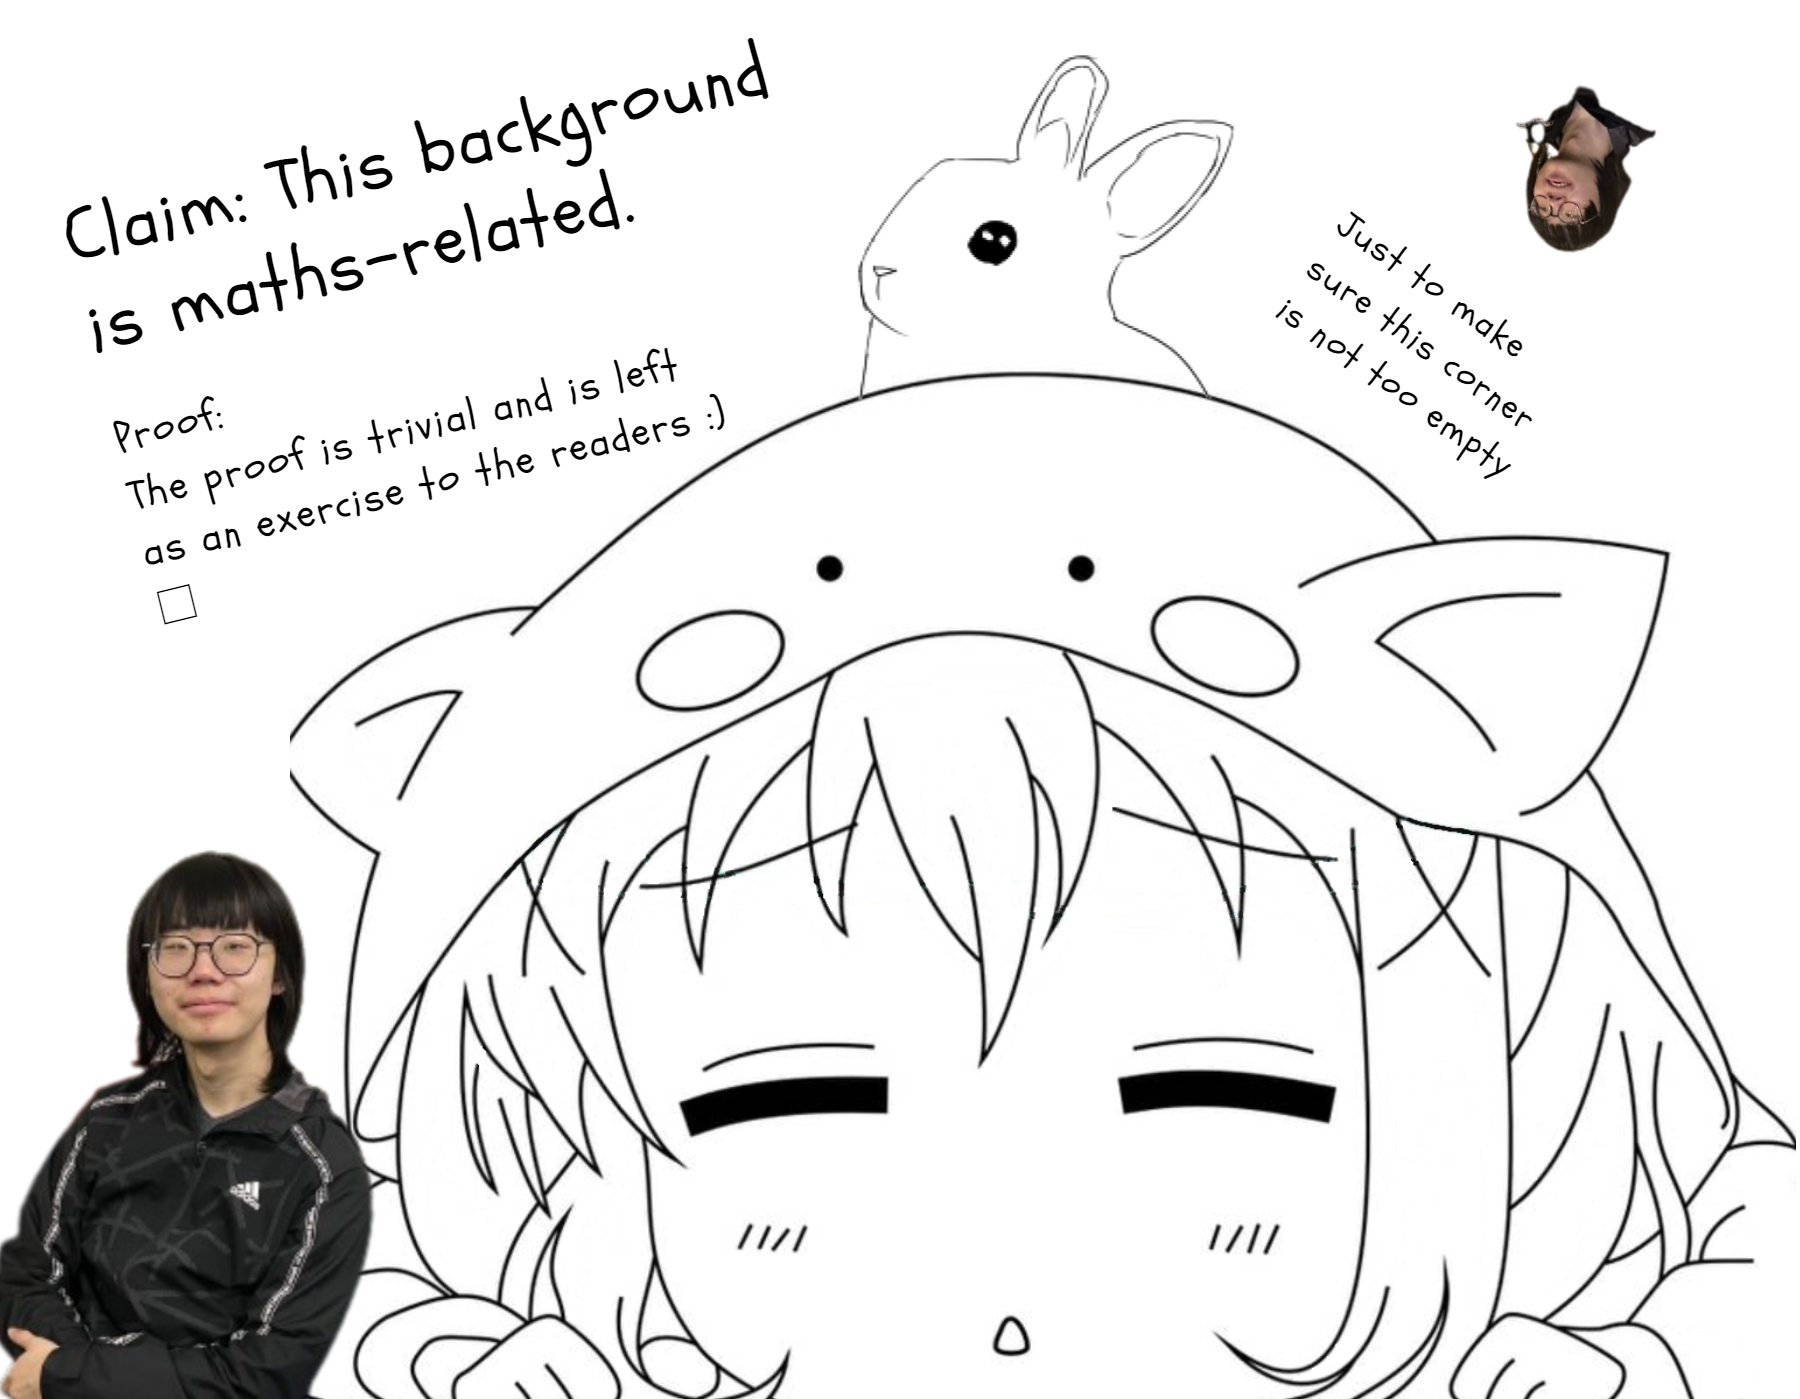 Claim: This background
is maths-related.
Proof:
The proof is trivial and is left
as an exercise to the readers :)
□
Just to make
sure this corner
is not too empty
adidas